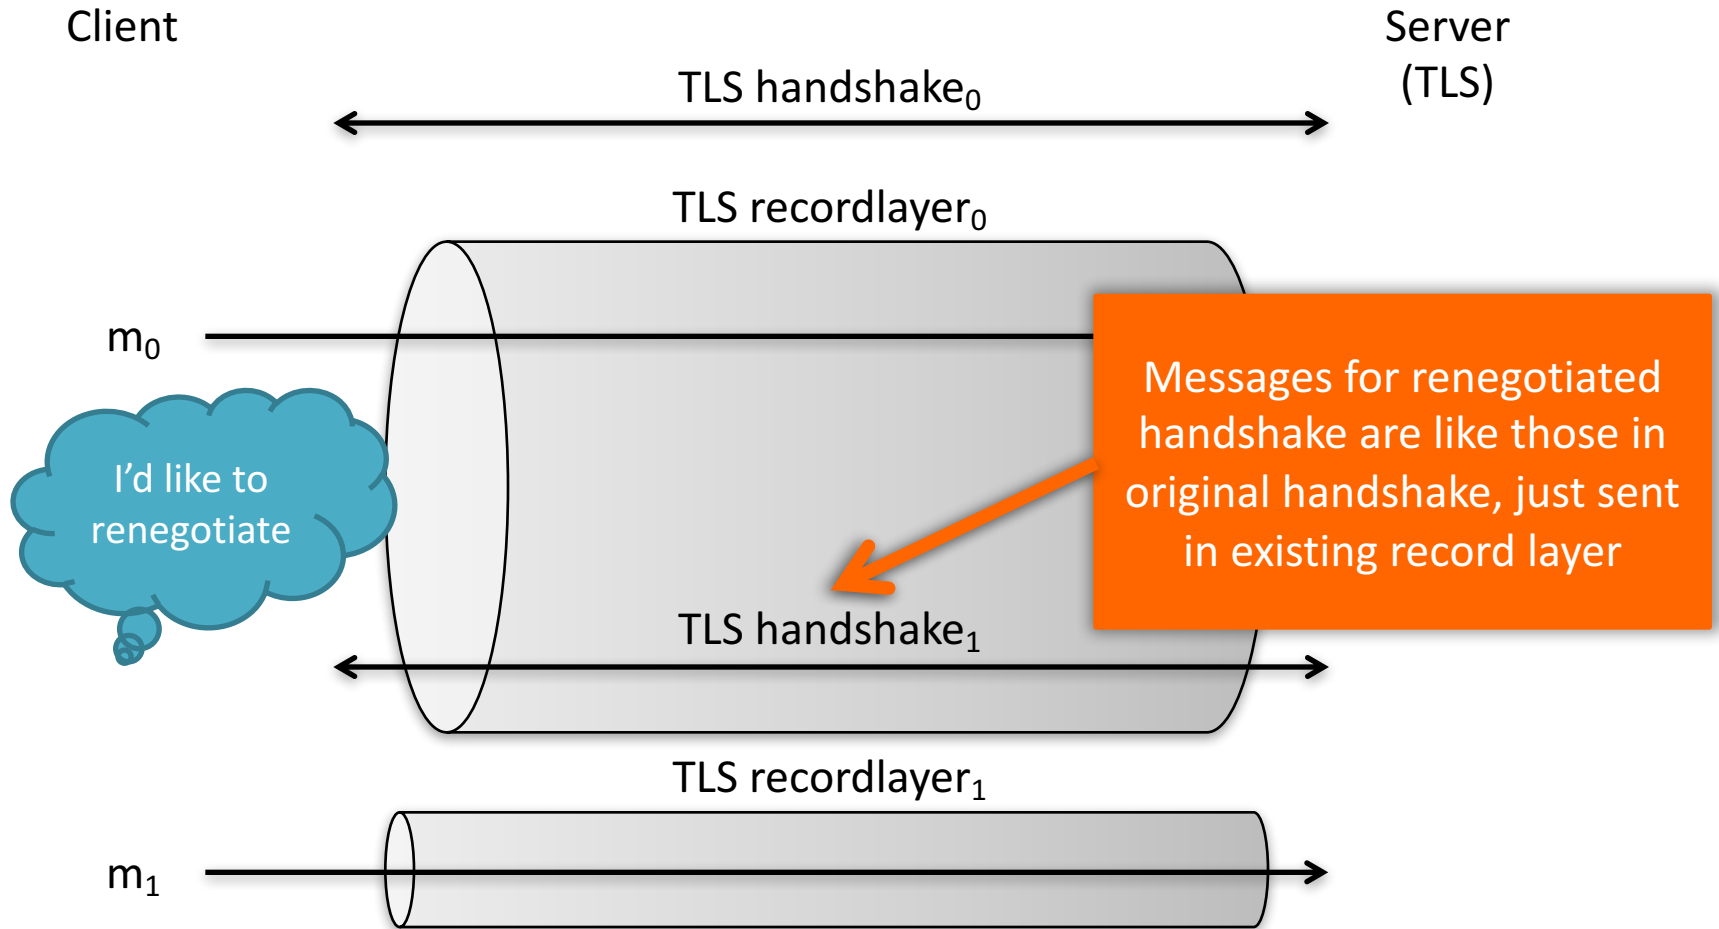 Client
Server
(TLS)
TLS handshake₀
TLS recordlayer₀
m₀
I’d like to
renegotiate
Messages for renegotiated
handshake are like those in
original handshake, just sent
in existing record layer
TLS handshake₁
TLS recordlayer₁
m₁